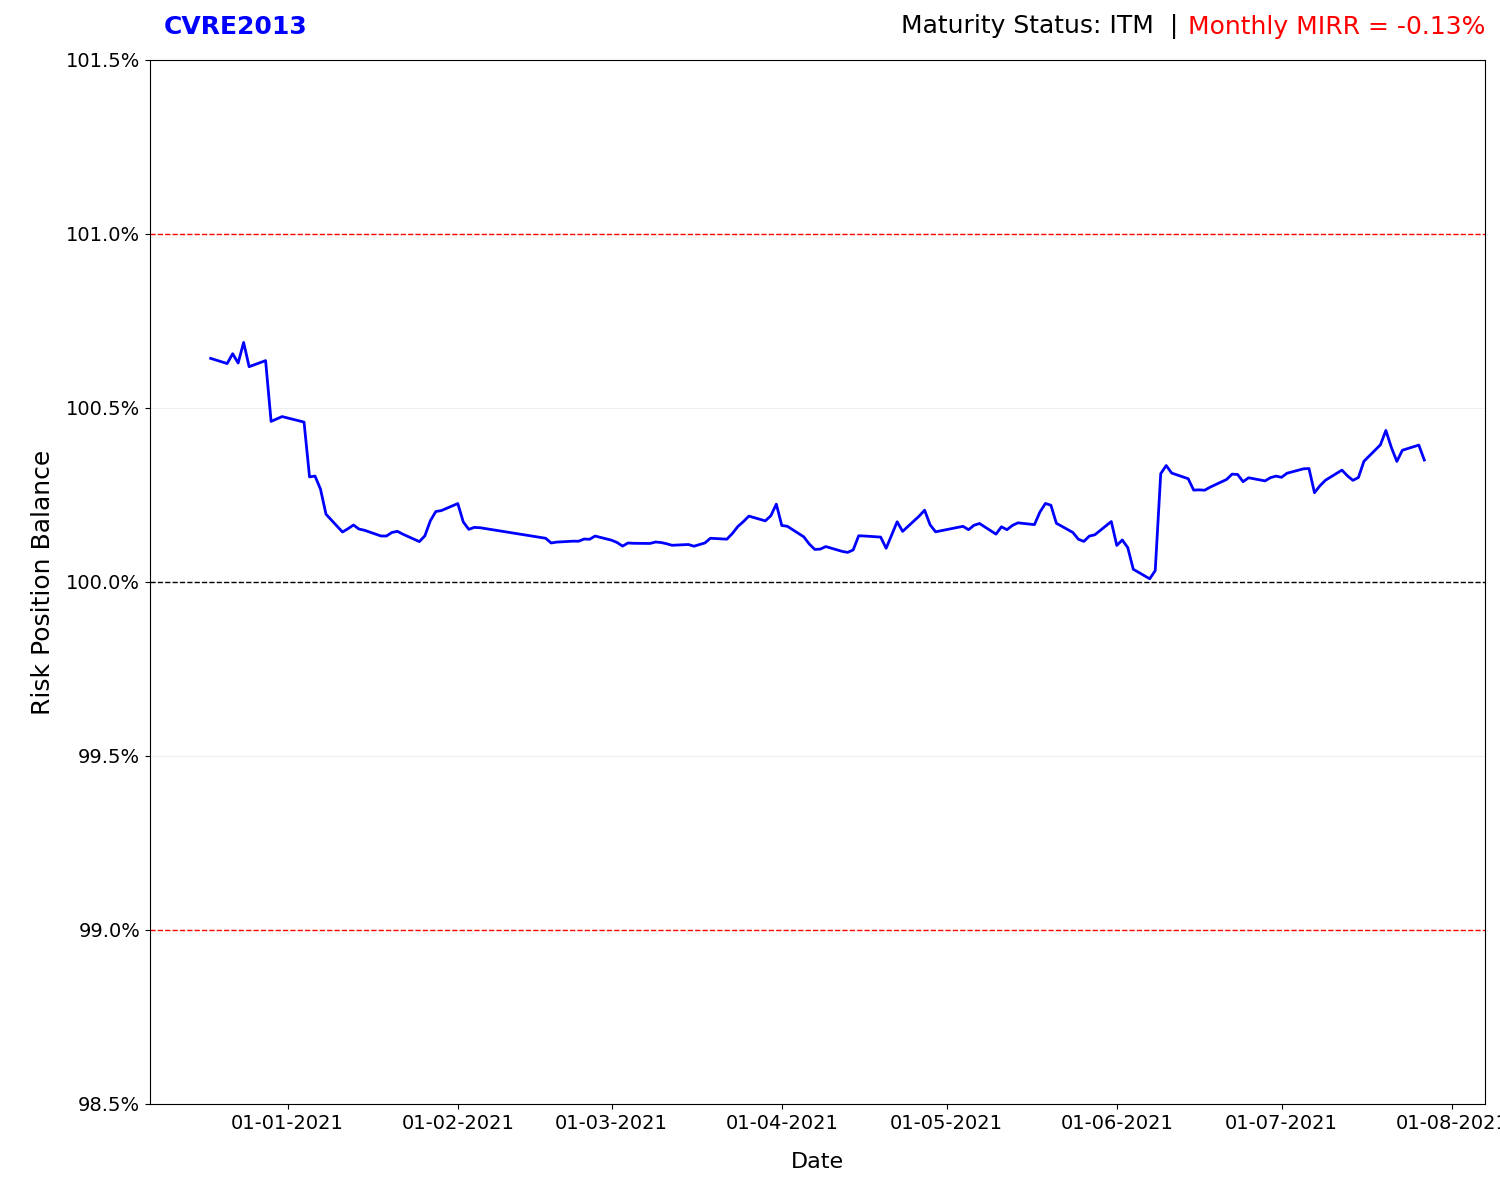 CVRE2013
Maturity Status: ITM | Monthly MIRR = -0.13%
101.5%
101.0%
100.5%
100.0%
99.5%
99.0%
98.5%
Risk Position Balance
01-01-2021 01-02-2021 01-03-2021 01-04-2021 01-05-2021 01-06-2021 01-07-2021 01-08-2021
Date